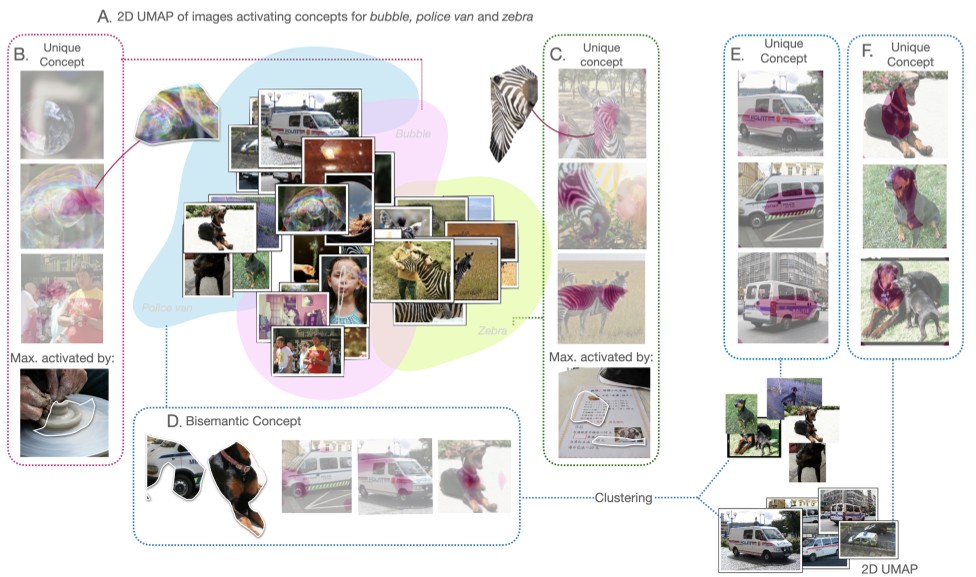 A. 2D UMAP of images activating concepts for bubble, police van and zebra
B. Unique
Concept
Max. activated by:
Bubble
Police van
Zebra
C. Unique
concept
Max. activated by:
D. Bisemantic Concept
E. Unique
Concept
F. Unique
Concept
Clustering
2D UMAP